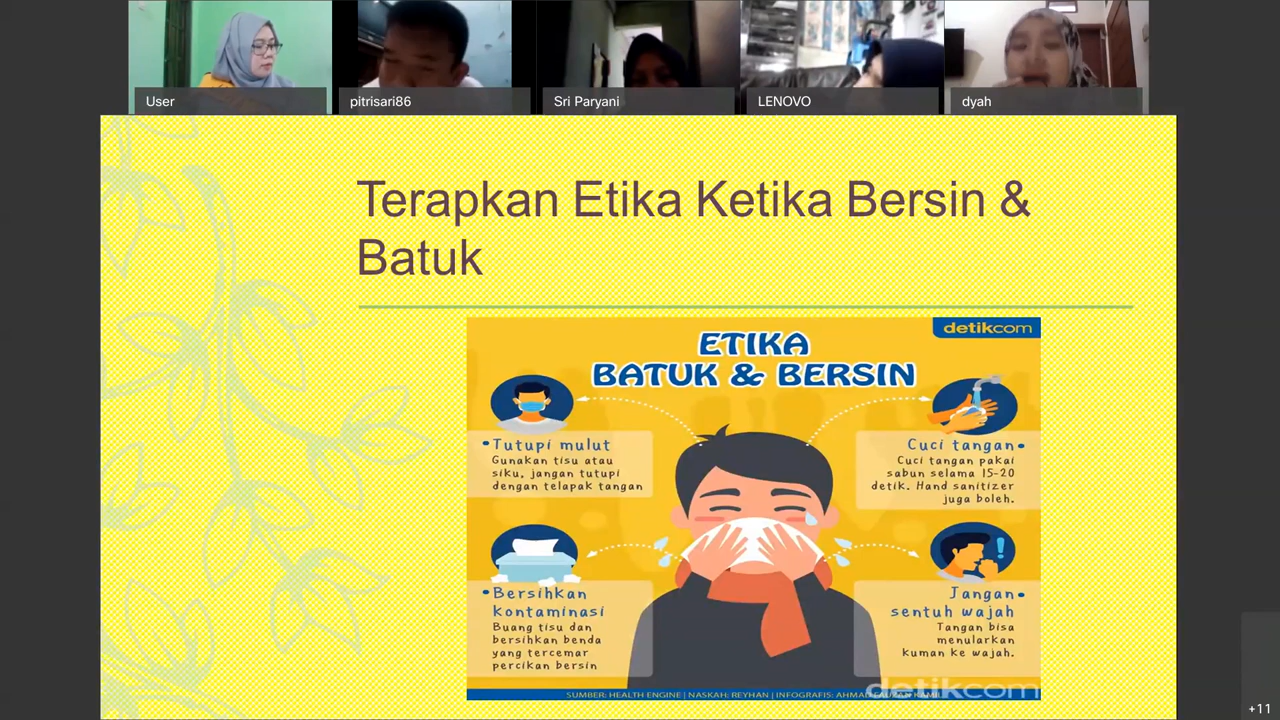 User
pitrisari86
Sri Paryani
LENOVO
dyah
Terapkan Etika Ketika Bersin &
Batuk
detikcom
ETIKA
BATUK & BERSIN
•Tutupi mulut
Gunakan tisu atau
siku, jangan tutupi
dengan telapak tangan
Cuci tangan•
Cuci tangan pakai
sabun selama 15-20
detik. Hand sanitizer
juga boleh.
•Bersihkan
kontaminasi
Buang tisu dan
bersihkan benda
yang tercemar
percikan bersin
Jangan•
sentuh wajah
Tangan bisa
menularkan
kuman ke wajah.
detikcom
SUMBER: HEALTH ENGINE | NASKAH: REYHAN | INFOGRAFIS: AHMAD FAUZAN KAMIL
+11